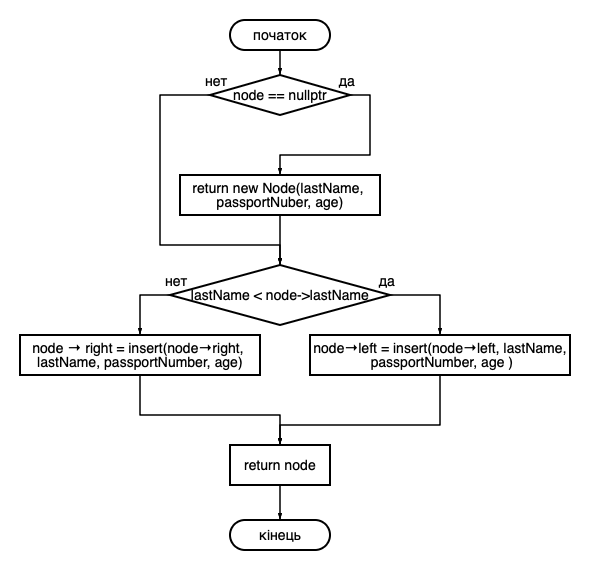 початок
нет
да
node == nullptr
return new Node(lastName,
passportNuber, age)
нет
да
lastName < node->lastName
node → right = insert(node→right,
lastName, passportNumber, age)
node→left = insert(node→left, lastName,
passportNumber, age )
return node
кінець